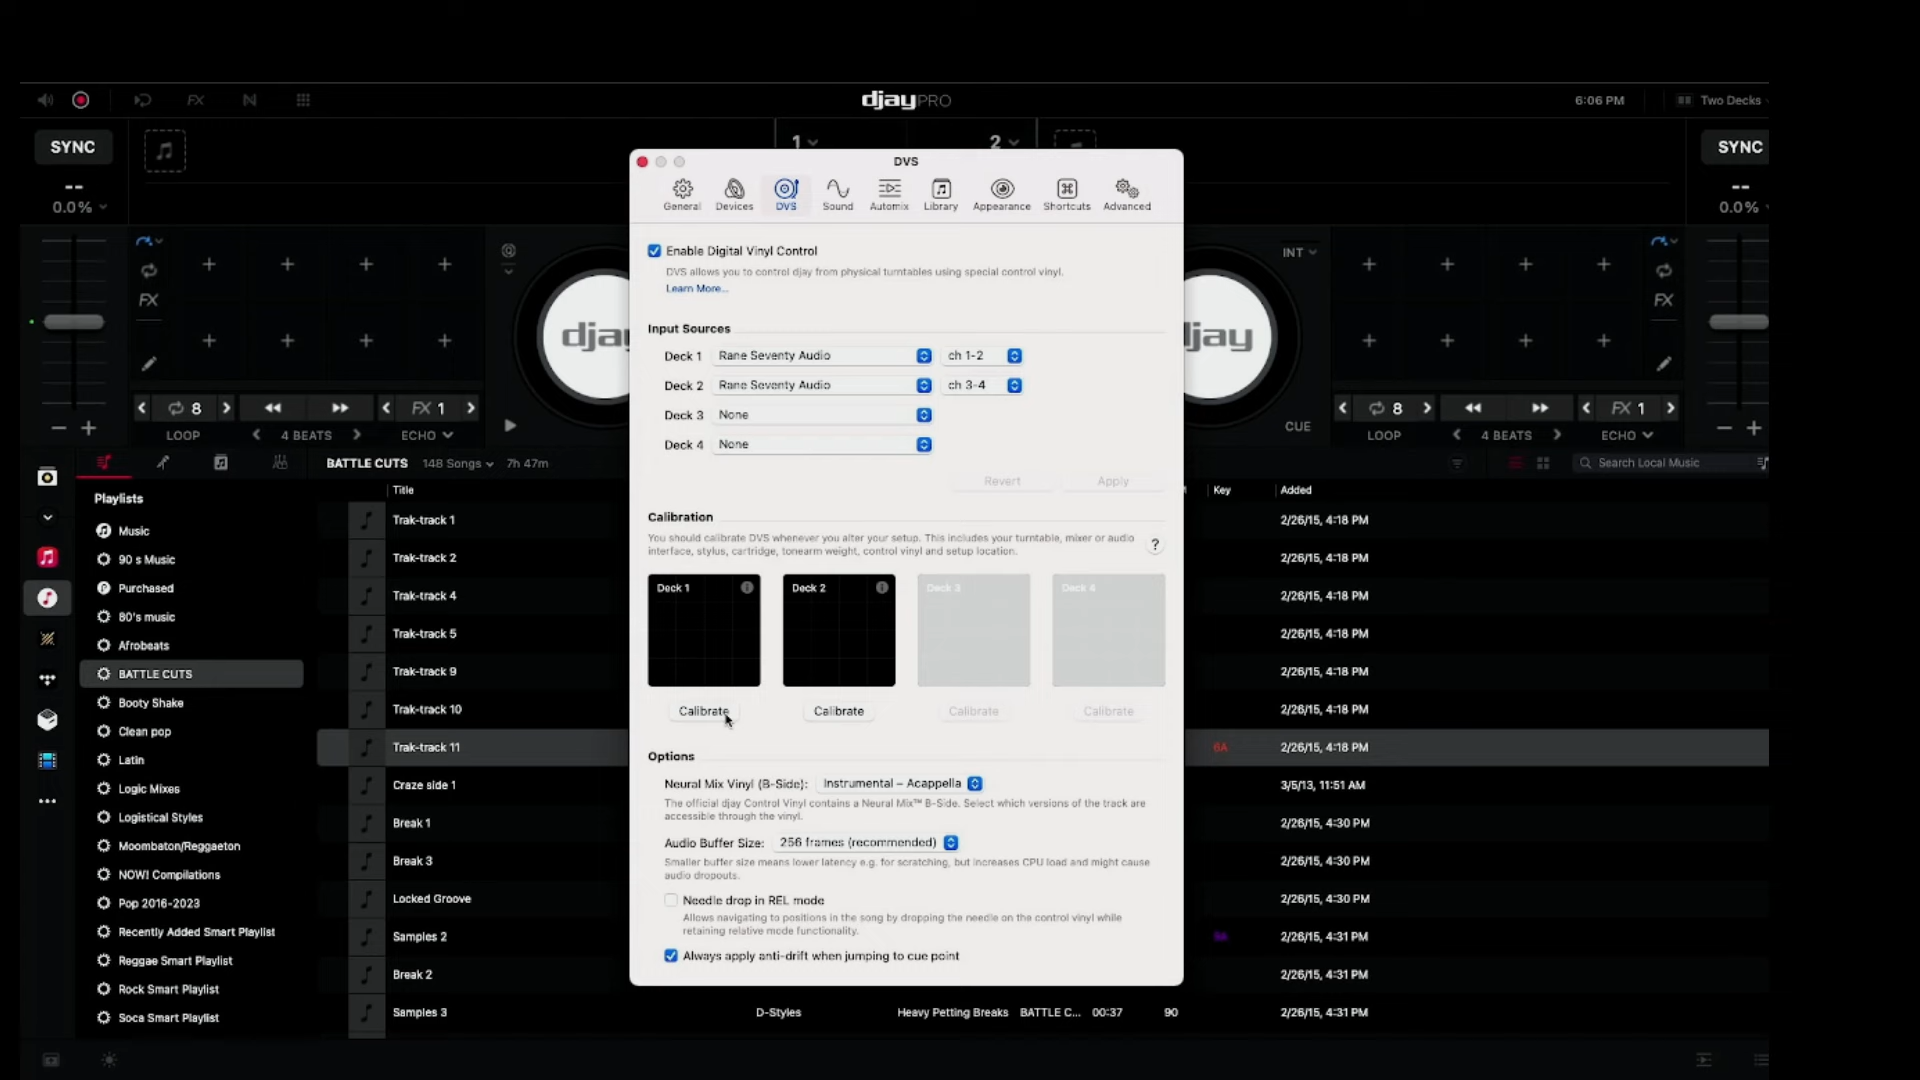 FX
djay PRO
6:06 PM
Two Decks
SYNC
1
2
SYNC
--
0.0%
--
0.0%
DVS
General
Devices
DVS
Sound
Automix
Library
Appearance
Shortcuts
Advanced
Enable Digital Vinyl Control
DVS allows you to control djay from physical turntables using special control vinyl.
Learn More...
Input Sources
Deck 1 Rane Seventy Audio ch 1-2
Deck 2 Rane Seventy Audio ch 3-4
Deck 3 None
Deck 4 None
Revert
Apply
Calibration
You should calibrate DVS whenever you alter your setup. This includes your turntable, mixer or audio
interface, stylus, cartridge, tonearm weight, control vinyl and setup location.
?
Deck 1
Deck 2
Deck 3
Deck 4
Calibrate
Calibrate
Calibrate
Calibrate
Options
Neural Mix Vinyl (B-Side): Instrumental – Acappella
The official djay Control Vinyl contains a Neural Mix™ B-Side. Select which versions of the track are
accessible through the vinyl.
Audio Buffer Size: 256 frames (recommended)
Smaller buffer size means lower latency e.g. for scratching, but increases CPU load and might cause
audio dropouts.
Needle drop in REL mode
Allows navigating to positions in the song by dropping the needle on the control vinyl while
retaining relative mode functionality.
Always apply anti-drift when jumping to cue point
FX
8
FX 1
LOOP
4 BEATS
ECHO
INT
FX
CUE
8
FX 1
LOOP
4 BEATS
ECHO
BATTLE CUTS 148 Songs 7h 47m
Search Local Music
Playlists
Music
90 s Music
Purchased
80's music
Afrobeats
BATTLE CUTS
Booty Shake
Clean pop
Latin
Logic Mixes
Logistical Styles
Moombaton/Reggaeton
NOW! Compilations
Pop 2016-2023
Recently Added Smart Playlist
Reggae Smart Playlist
Rock Smart Playlist
Soca Smart Playlist
Title Key Added
Trak-track 1 2/26/15, 4:18 PM
Trak-track 2 2/26/15, 4:18 PM
Trak-track 4 2/26/15, 4:18 PM
Trak-track 5 2/26/15, 4:18 PM
Trak-track 9 2/26/15, 4:18 PM
Trak-track 10 2/26/15, 4:18 PM
Trak-track 11 6A 2/26/15, 4:18 PM
Craze side 1 3/5/13, 11:51 AM
Break 1 2/26/15, 4:30 PM
Break 3 2/26/15, 4:30 PM
Locked Groove 2/26/15, 4:30 PM
Samples 2 2/26/15, 4:31 PM
Break 2 2/26/15, 4:31 PM
Samples 3 D-Styles Heavy Petting Breaks BATTLE C... 00:37 90 2/26/15, 4:31 PM